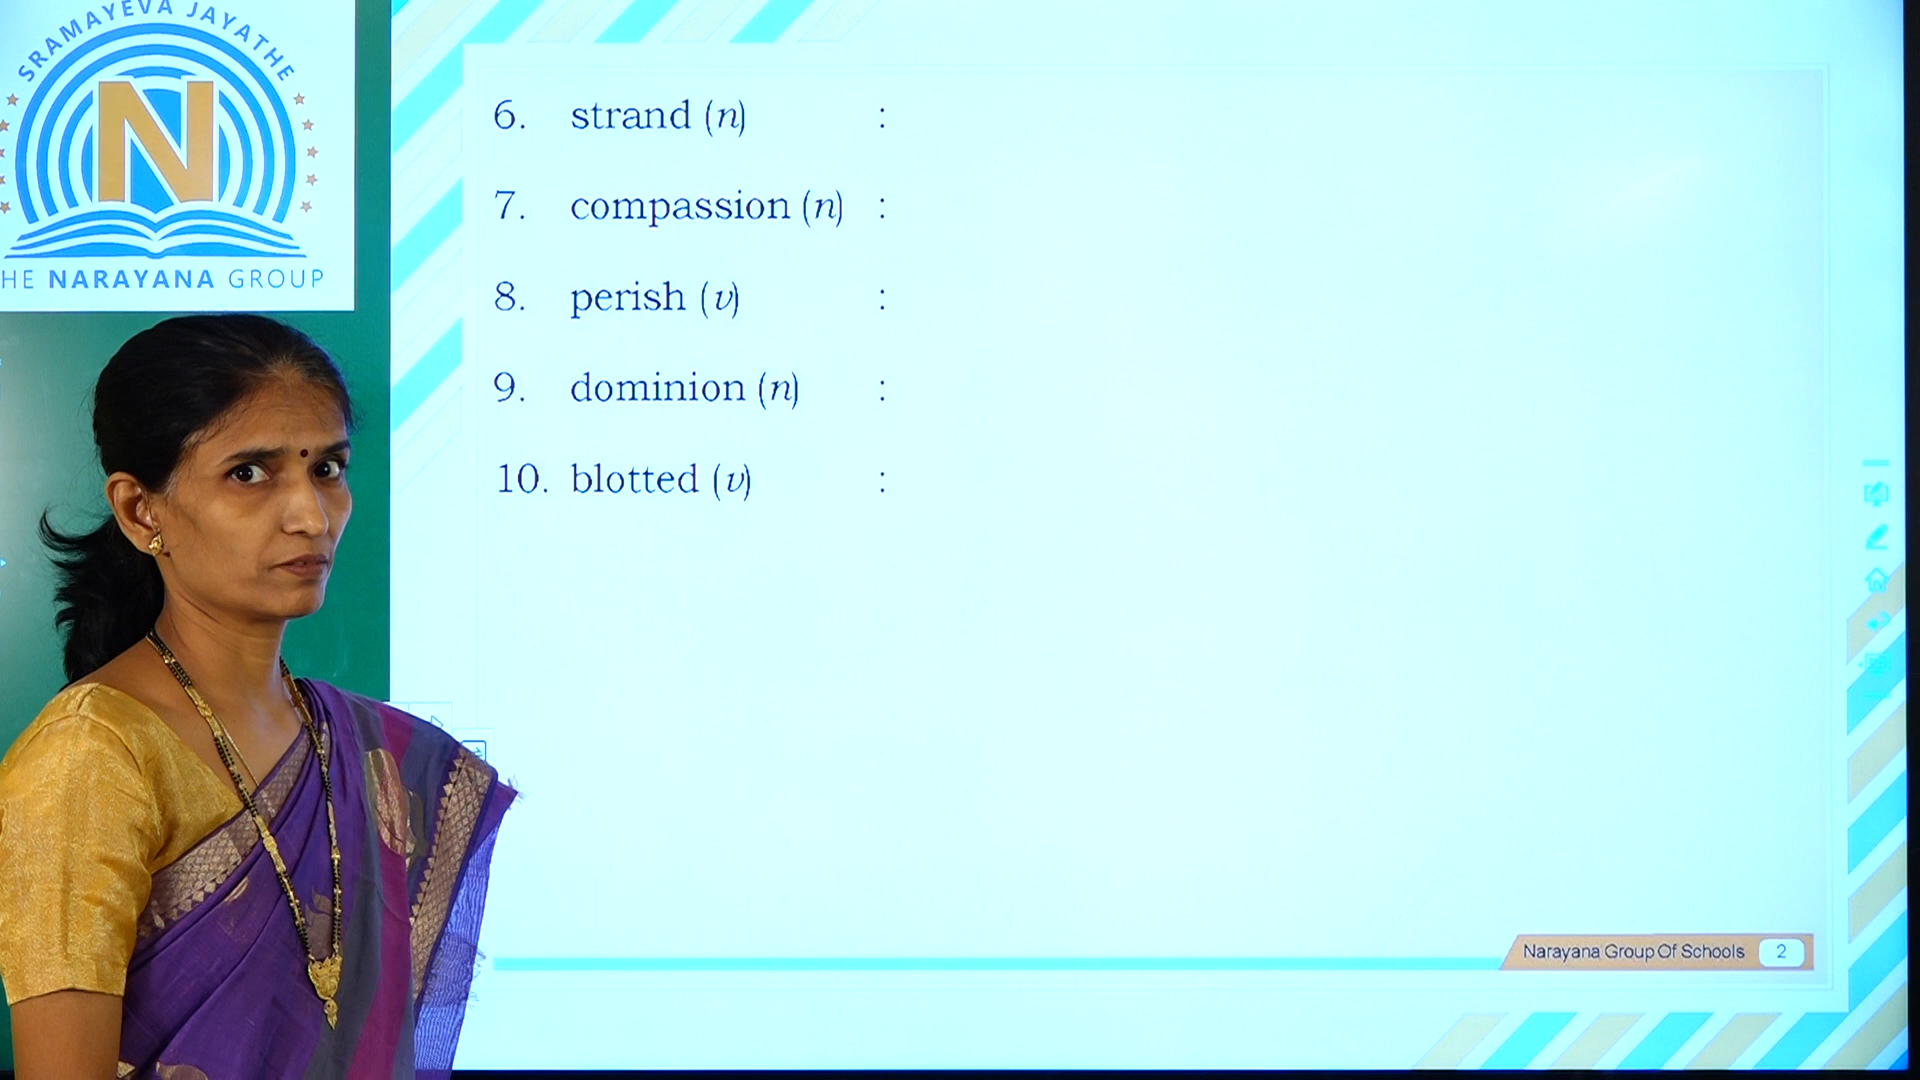 SRAMAYEVA JAYATHE
N
HE NARAYANA GROUP
6. strand (n) :
7. compassion (n) :
8. perish (v) :
9. dominion (n) :
10. blotted (v) :
Narayana Group Of Schools 2